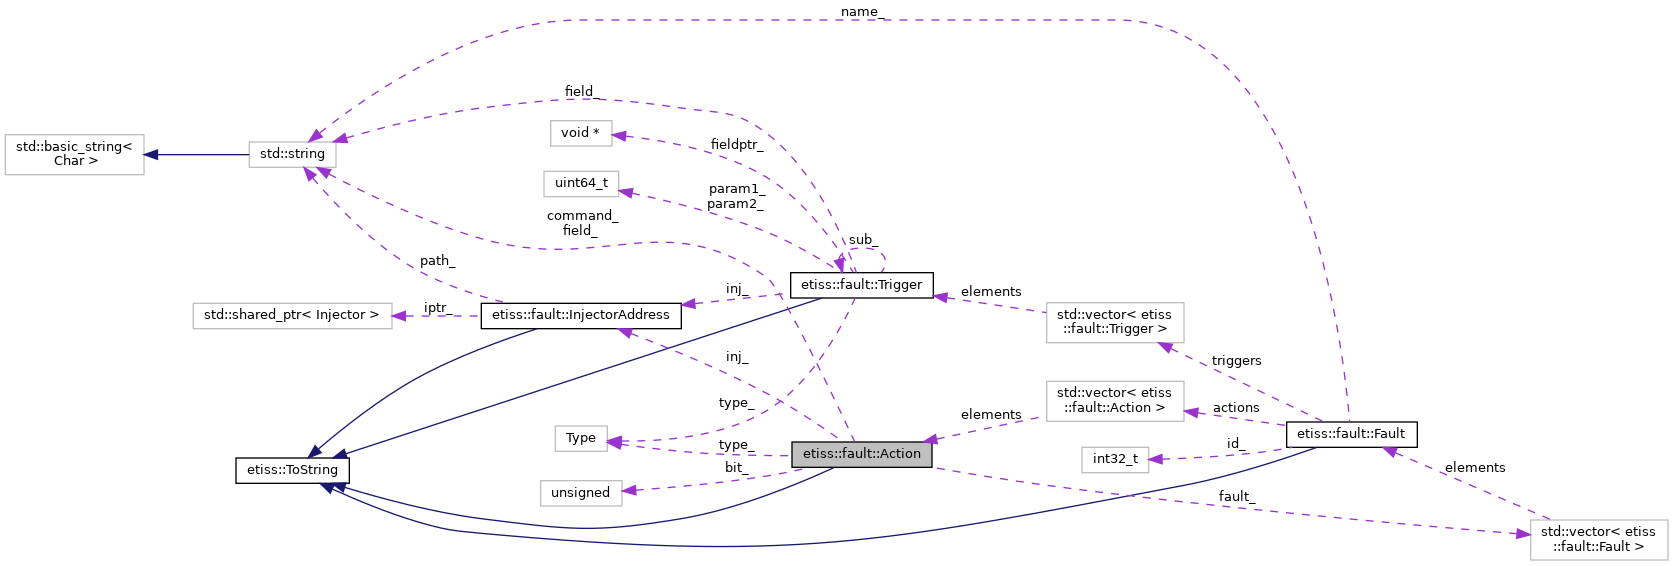 name_
field_
void *
std::basic_string<
Char >
std::string
fieldptr_
uint64_t
param1_
param2_
command_
field_
sub_
path_
etiss::fault::Trigger
inj_
elements
std::shared_ptr< Injector >
iptr_
etiss::fault::InjectorAddress
std::vector< etiss
::fault::Trigger >
inj_
triggers
type_
std::vector< etiss
::fault::Action >
elements
actions
etiss::fault::Fault
Type
type_
etiss::fault::Action
id_
int32_t
etiss::ToString
bit_
elements
unsigned
fault_
std::vector< etiss
::fault::Fault >